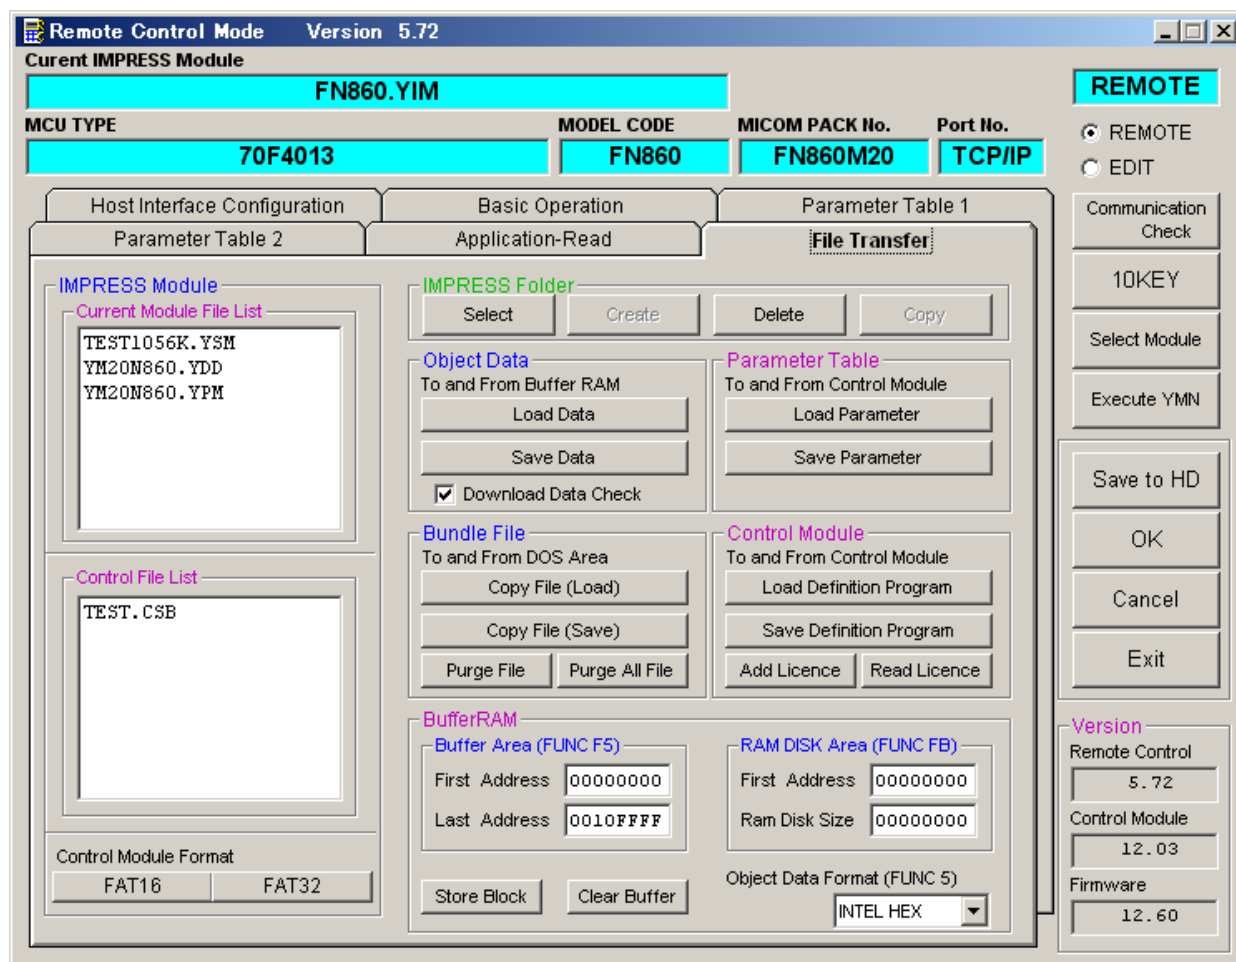 Remote Control Mode Version 5.72
Curent IMPRESS Module
FN860.YIM
REMOTE
MCU TYPE MODEL CODE MICOM PACK No. Port No.
70F4013 FN860 FN860M20 TCP/IP
REMOTE
EDIT
Host Interface Configuration Basic Operation Parameter Table 1
Parameter Table 2 Application-Read File Transfer
Communication
Check
10KEY
Select Module
Execute YMN
Save to HD
OK
Cancel
Exit
IMPRESS Module
Current Module File List
TEST1056K.YSM
YM20N860.YDD
YM20N860.YPM
Control File List
TEST.CSB
Control Module Format
FAT16 FAT32
IMPRESS Folder
Select Create Delete Copy
Object Data
To and From Buffer RAM
Load Data
Save Data
Download Data Check
Parameter Table
To and From Control Module
Load Parameter
Save Parameter
Bundle File
To and From DOS Area
Copy File (Load)
Copy File (Save)
Purge File Purge All File
Control Module
To and From Control Module
Load Definition Program
Save Definition Program
Add Licence Read Licence
BufferRAM
Buffer Area (FUNC F5)
First Address 00000000
Last Address 0010FFFF
RAM DISK Area (FUNC FB)
First Address 00000000
Ram Disk Size 00000000
Store Block Clear Buffer
Object Data Format (FUNC 5)
INTEL HEX
Version
Remote Control
5.72
Control Module
12.03
Firmware
12.60